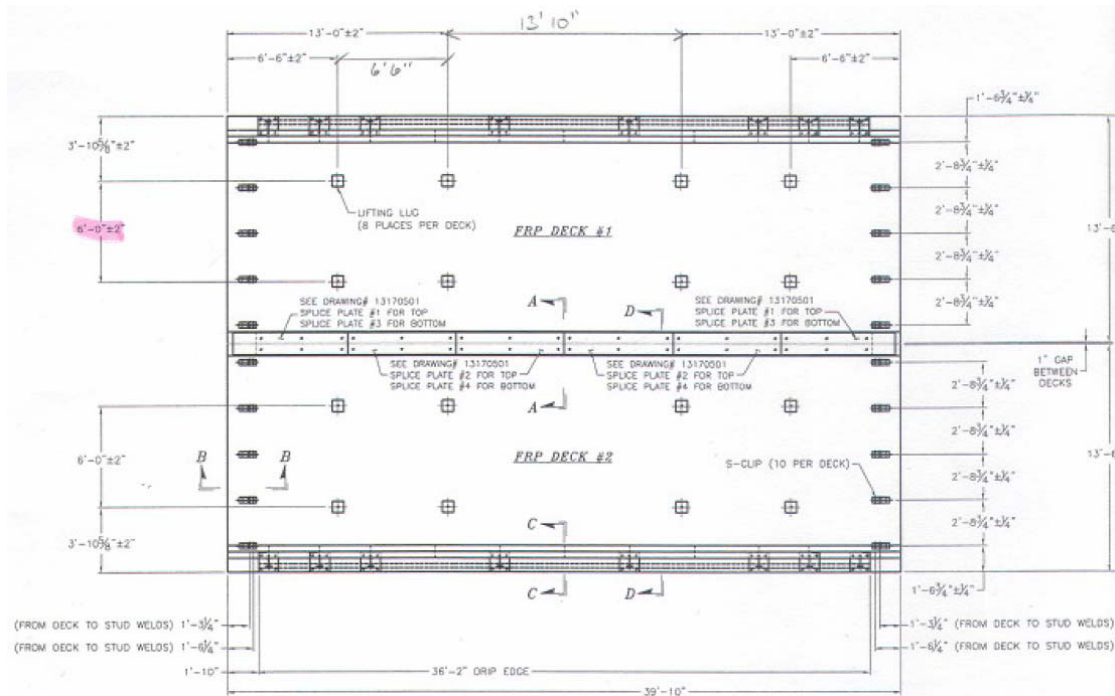 13' 10"
13'-0"±2"
13'-0"±2"
6'-6"±2"
6'6"
6'-6"±2"
1'-6¾"±¾"
3'-10⅝"±2"
2'-8¾"±¾"
LIFTING LUG
(8 PLACES PER DECK)
2'-8¾"±¾"
6'-0"±2"
FRP DECK #1
2'-8¾"±¾"
2'-8¾"±¾"
SEE DRAWING# 13170501
SPLICE PLATE #1 FOR TOP
SPLICE PLATE #3 FOR BOTTOM
A
D
SEE DRAWING# 13170501
SPLICE PLATE #1 FOR TOP
SPLICE PLATE #3 FOR BOTTOM
SEE DRAWING# 13170501
SPLICE PLATE #2 FOR TOP
SPLICE PLATE #4 FOR BOTTOM
SEE DRAWING# 13170501
SPLICE PLATE #2 FOR TOP
SPLICE PLATE #4 FOR BOTTOM
1" GAP
BETWEEN
DECKS
A
2'-8¾"±¾"
2'-8¾"±¾"
6'-0"±2"
B
B
FRP DECK #2
S-CLIP (10 PER DECK)
2'-8¾"±¾"
2'-8¾"±¾"
3'-10⅝"±2"
C
C
D
1'-6¾"±¾"
(FROM DECK TO STUD WELDS) 1'-3¼"
1'-3¼" (FROM DECK TO STUD WELDS)
(FROM DECK TO STUD WELDS) 1'-6¼"
1'-6¼" (FROM DECK TO STUD WELDS)
1'-10"
36'-2" DRIP EDGE
39'-10"